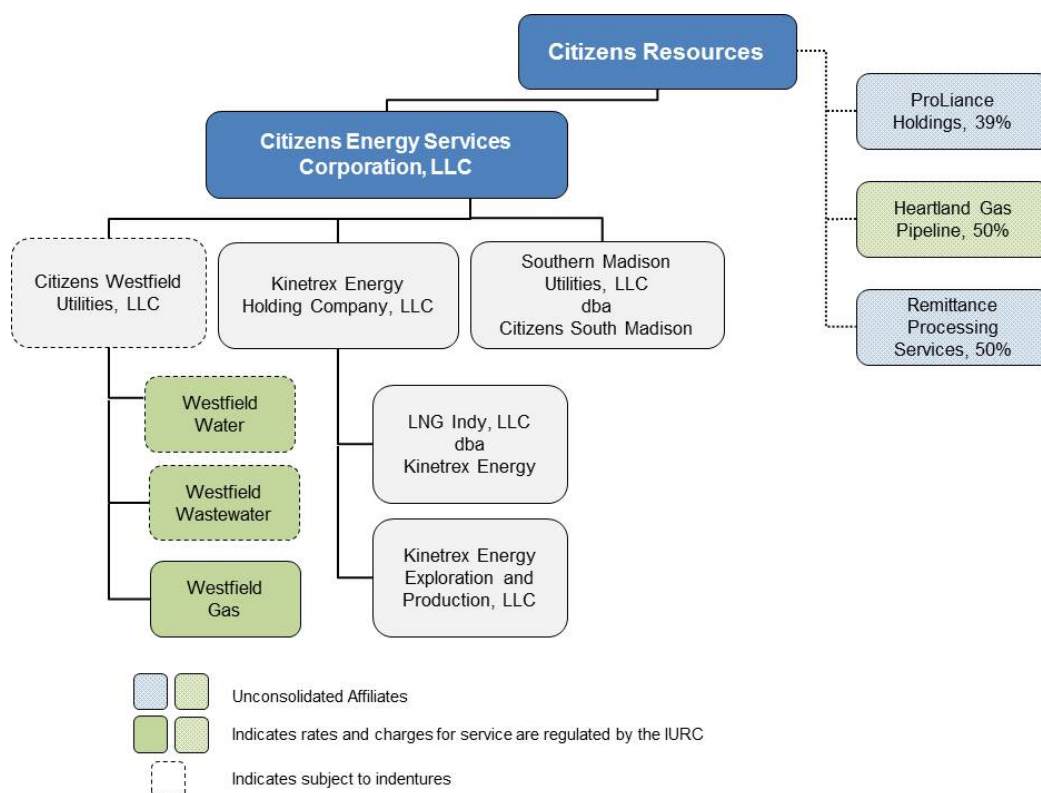 Citizens Resources
ProLiance
Holdings, 39%
Citizens Energy Services
Corporation, LLC
Heartland Gas
Pipeline, 50%
Citizens Westfield
Utilities, LLC
Kinetrex Energy
Holding Company, LLC
Southern Madison
Utilities, LLC
dba
Citizens South Madison
Remittance
Processing
Services, 50%
Westfield
Water
LNG Indy, LLC
dba
Kinetrex Energy
Westfield
Wastewater
Kinetrex Energy
Exploration and
Production, LLC
Westfield
Gas
Unconsolidated Affiliates
Indicates rates and charges for service are regulated by the IURC
Indicates subject to indentures